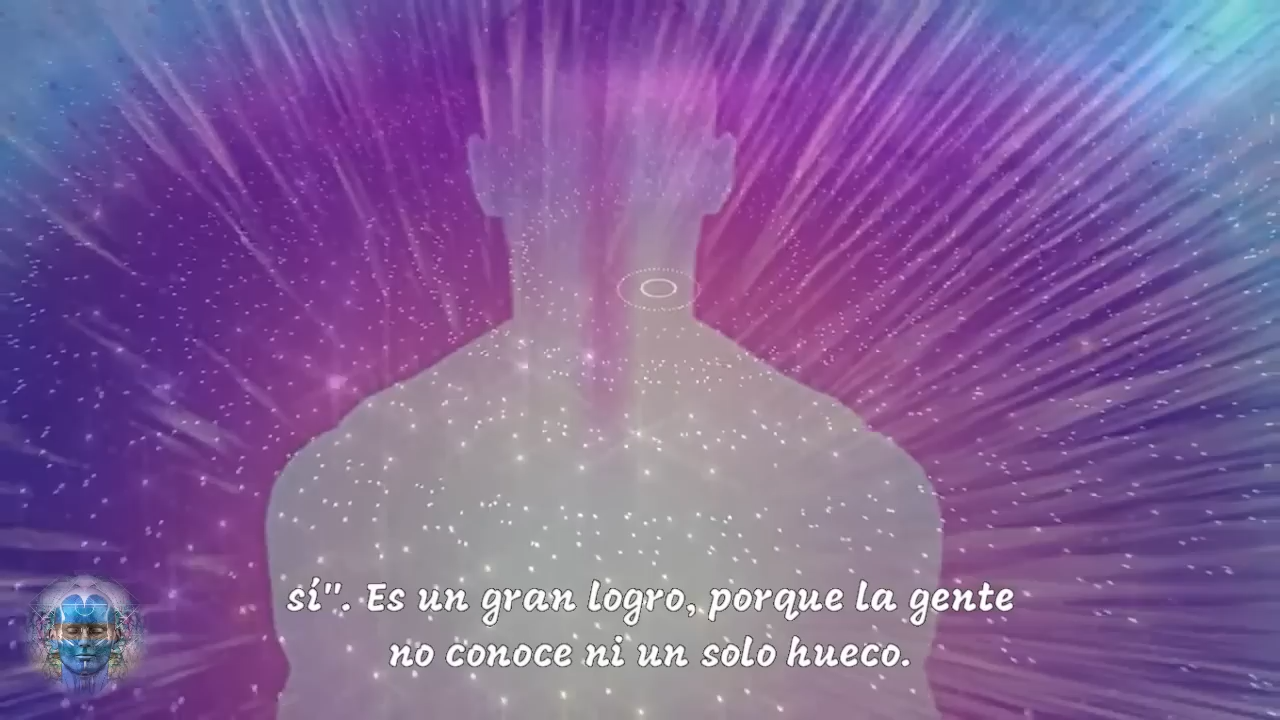 sí". Es un gran logro, porque la gente
no conoce ni un solo hueco.